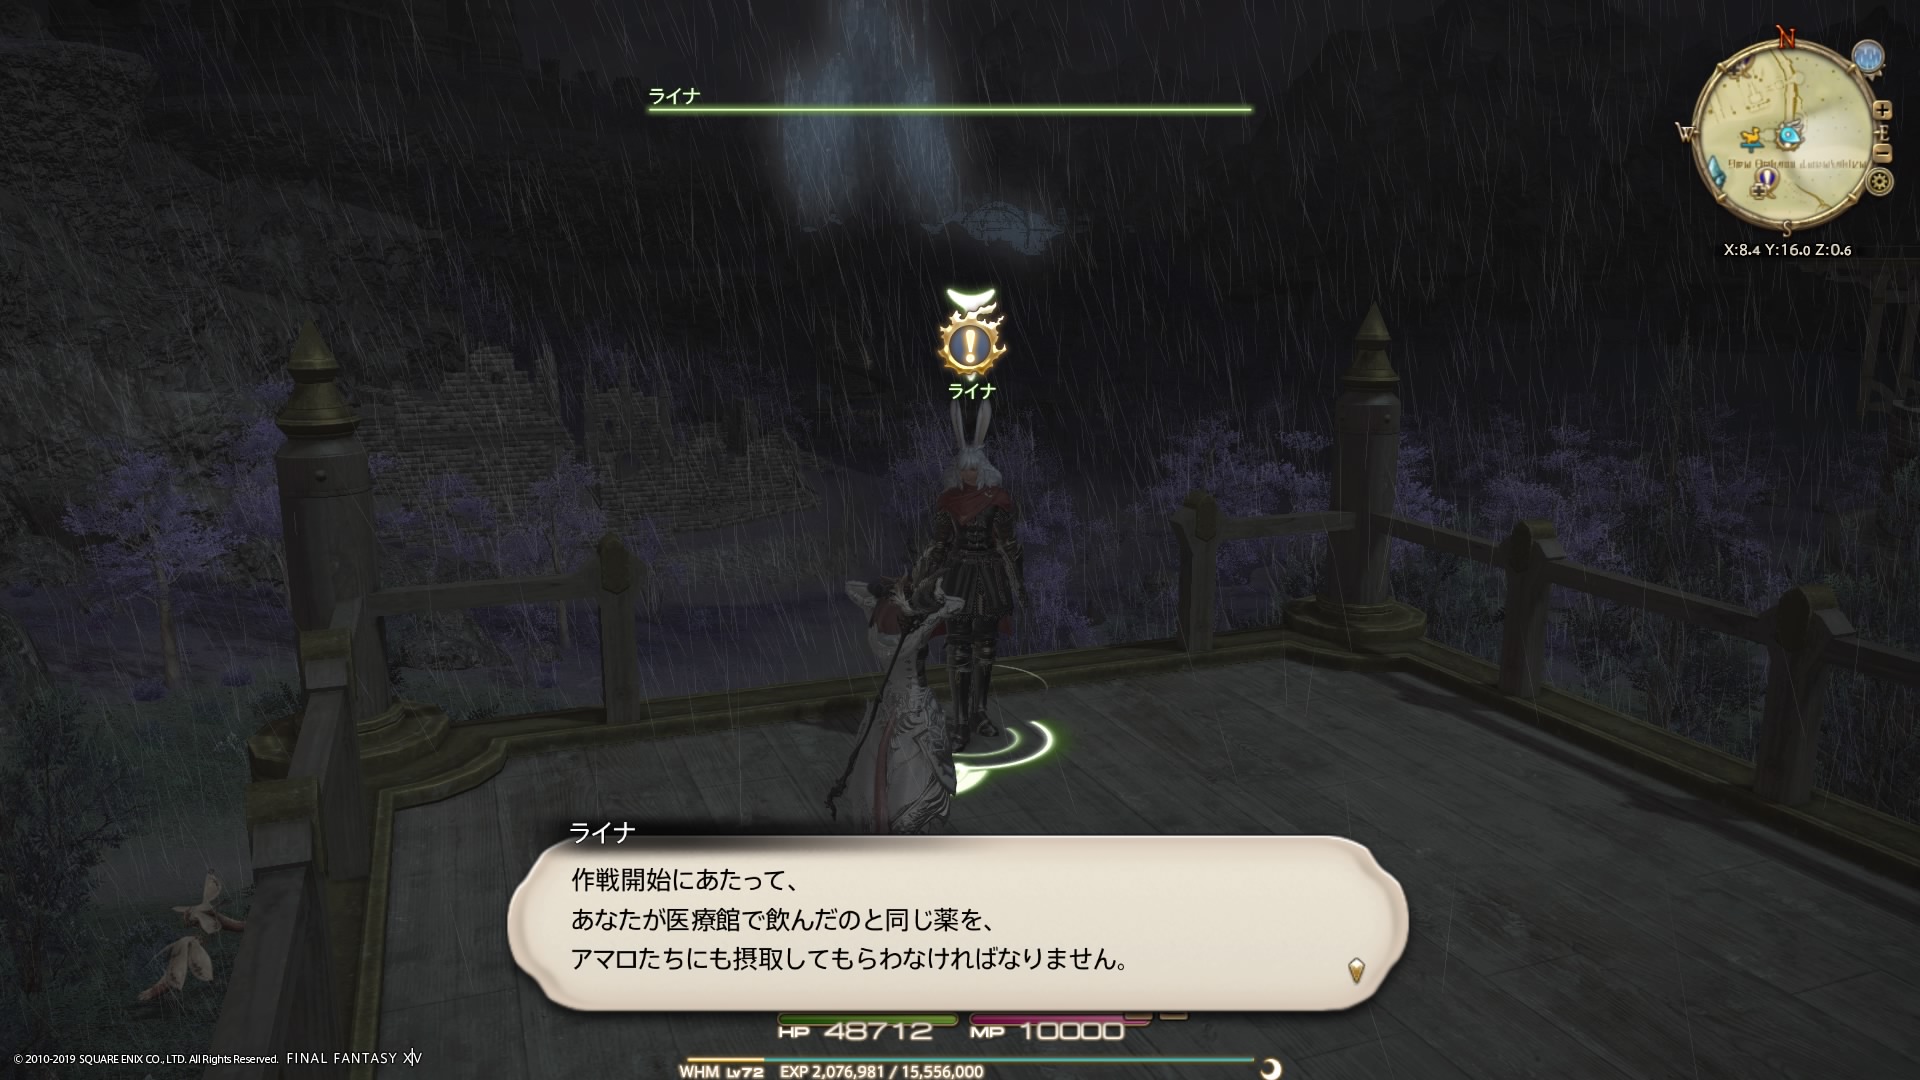 ライナ
N
W
E
S
X:8.4 Y:16.0 Z:0.6
ライナ
ライナ
作戦開始にあたって、
あなたが医療館で飲んだのと同じ薬を、
アマロたちにも摂取してもらわなければなりません。
HP 48712 MP 10000
© 2010-2019 SQUARE ENIX CO., LTD. All Rights Reserved. FINAL FANTASY XIV
WHM Lv72 EXP 2,076,981 / 15,556,000